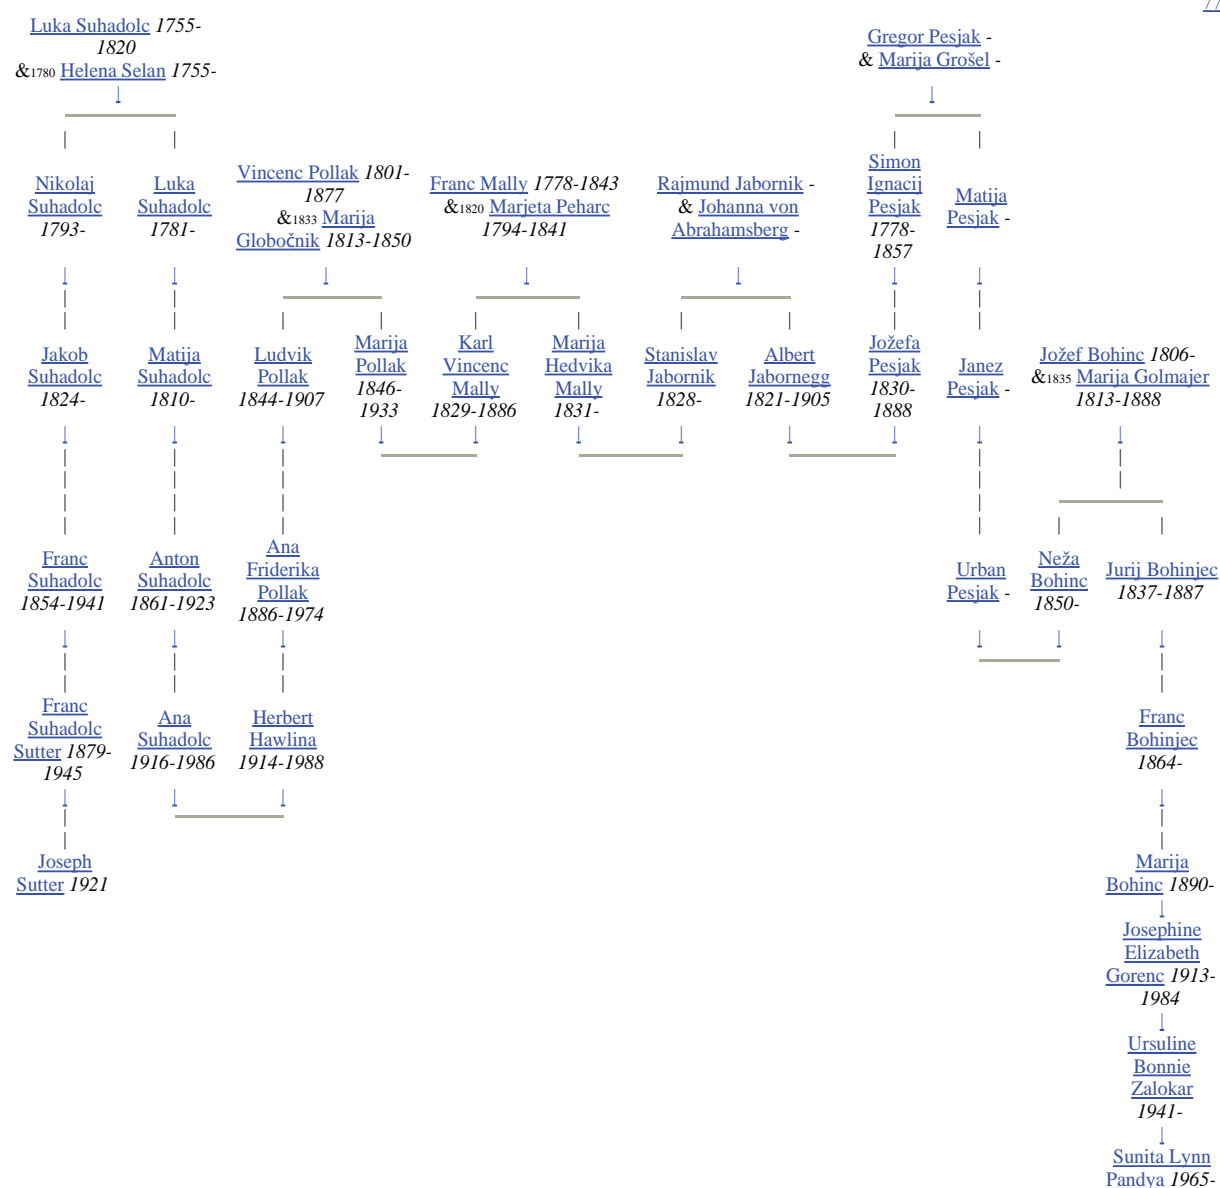 77
Luka Suhadolc 1755-
1820
&1780 Helena Selan 1755-
Gregor Pesjak -
& Marija Grošel -
Nikolaj
Suhadolc
1793-
Luka
Suhadolc
1781-
Vincenc Pollak 1801-
1877
&1833 Marija
Globočnik 1813-1850
Franc Mally 1778-1843
&1820 Marjeta Peharc
1794-1841
Rajmund Jabornik -
& Johanna von
Abrahamsberg -
Simon
Ignacij
Pesjak
1778-
1857
Matija
Pesjak -
Jakob
Suhadolc
1824-
Matija
Suhadolc
1810-
Ludvik
Pollak
1844-1907
Marija
Pollak
1846-
1933
Karl
Vincenc
Mally
1829-1886
Marija
Hedvika
Mally
1831-
Stanislav
Jabornik
1828-
Albert
Jabornegg
1821-1905
Jožefa
Pesjak
1830-
1888
Janez
Pesjak -
Jožef Bohinc 1806-
&1835 Marija Golmajer
1813-1888
Franc
Suhadolc
1854-1941
Anton
Suhadolc
1861-1923
Ana
Friderika
Pollak
1886-1974
Urban
Pesjak -
Neža
Bohinc
1850-
Jurij Bohinjec
1837-1887
Franc
Suhadolc
Sutter 1879-
1945
Ana
Suhadolc
1916-1986
Herbert
Hawlina
1914-1988
Franc
Bohinjec
1864-
Joseph
Sutter 1921
Marija
Bohinc 1890-
Josephine
Elizabeth
Gorenc 1913-
1984
Ursuline
Bonnie
Zalokar
1941-
Sunita Lynn
Pandya 1965-